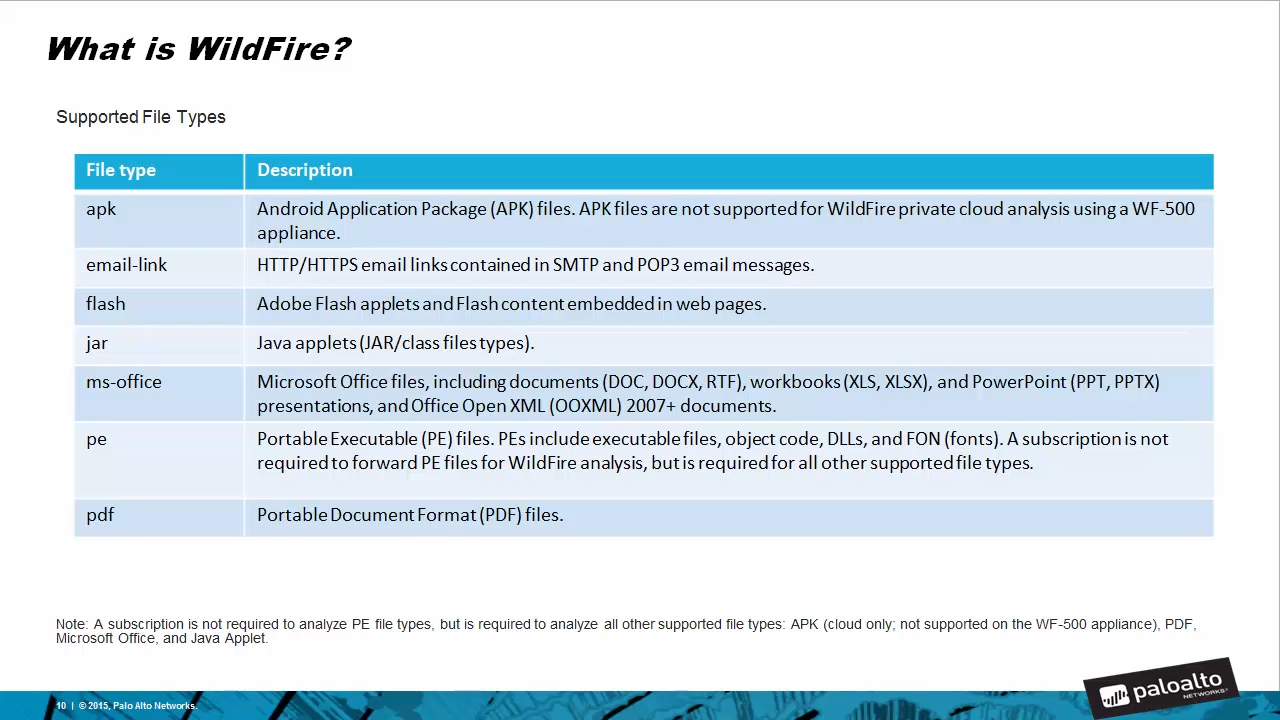 What is WildFire?
Supported File Types
File type
Description
apk
Android Application Package (APK) files. APK files are not supported for WildFire private cloud analysis using a WF-500
appliance.
email-link
HTTP/HTTPS email links contained in SMTP and POP3 email messages.
flash
Adobe Flash applets and Flash content embedded in web pages.
jar
Java applets (JAR/class files types).
ms-office
Microsoft Office files, including documents (DOC, DOCX, RTF), workbooks (XLS, XLSX), and PowerPoint (PPT, PPTX)
presentations, and Office Open XML (OOXML) 2007+ documents.
pe
Portable Executable (PE) files. PEs include executable files, object code, DLLs, and FON (fonts). A subscription is not
required to forward PE files for WildFire analysis, but is required for all other supported file types.
pdf
Portable Document Format (PDF) files.
Note: A subscription is not required to analyze PE file types, but is required to analyze all other supported file types: APK (cloud only; not supported on the WF-500 appliance), PDF,
Microsoft Office, and Java Applet.
10 | © 2015, Palo Alto Networks.
paloalto
NETWORKS®